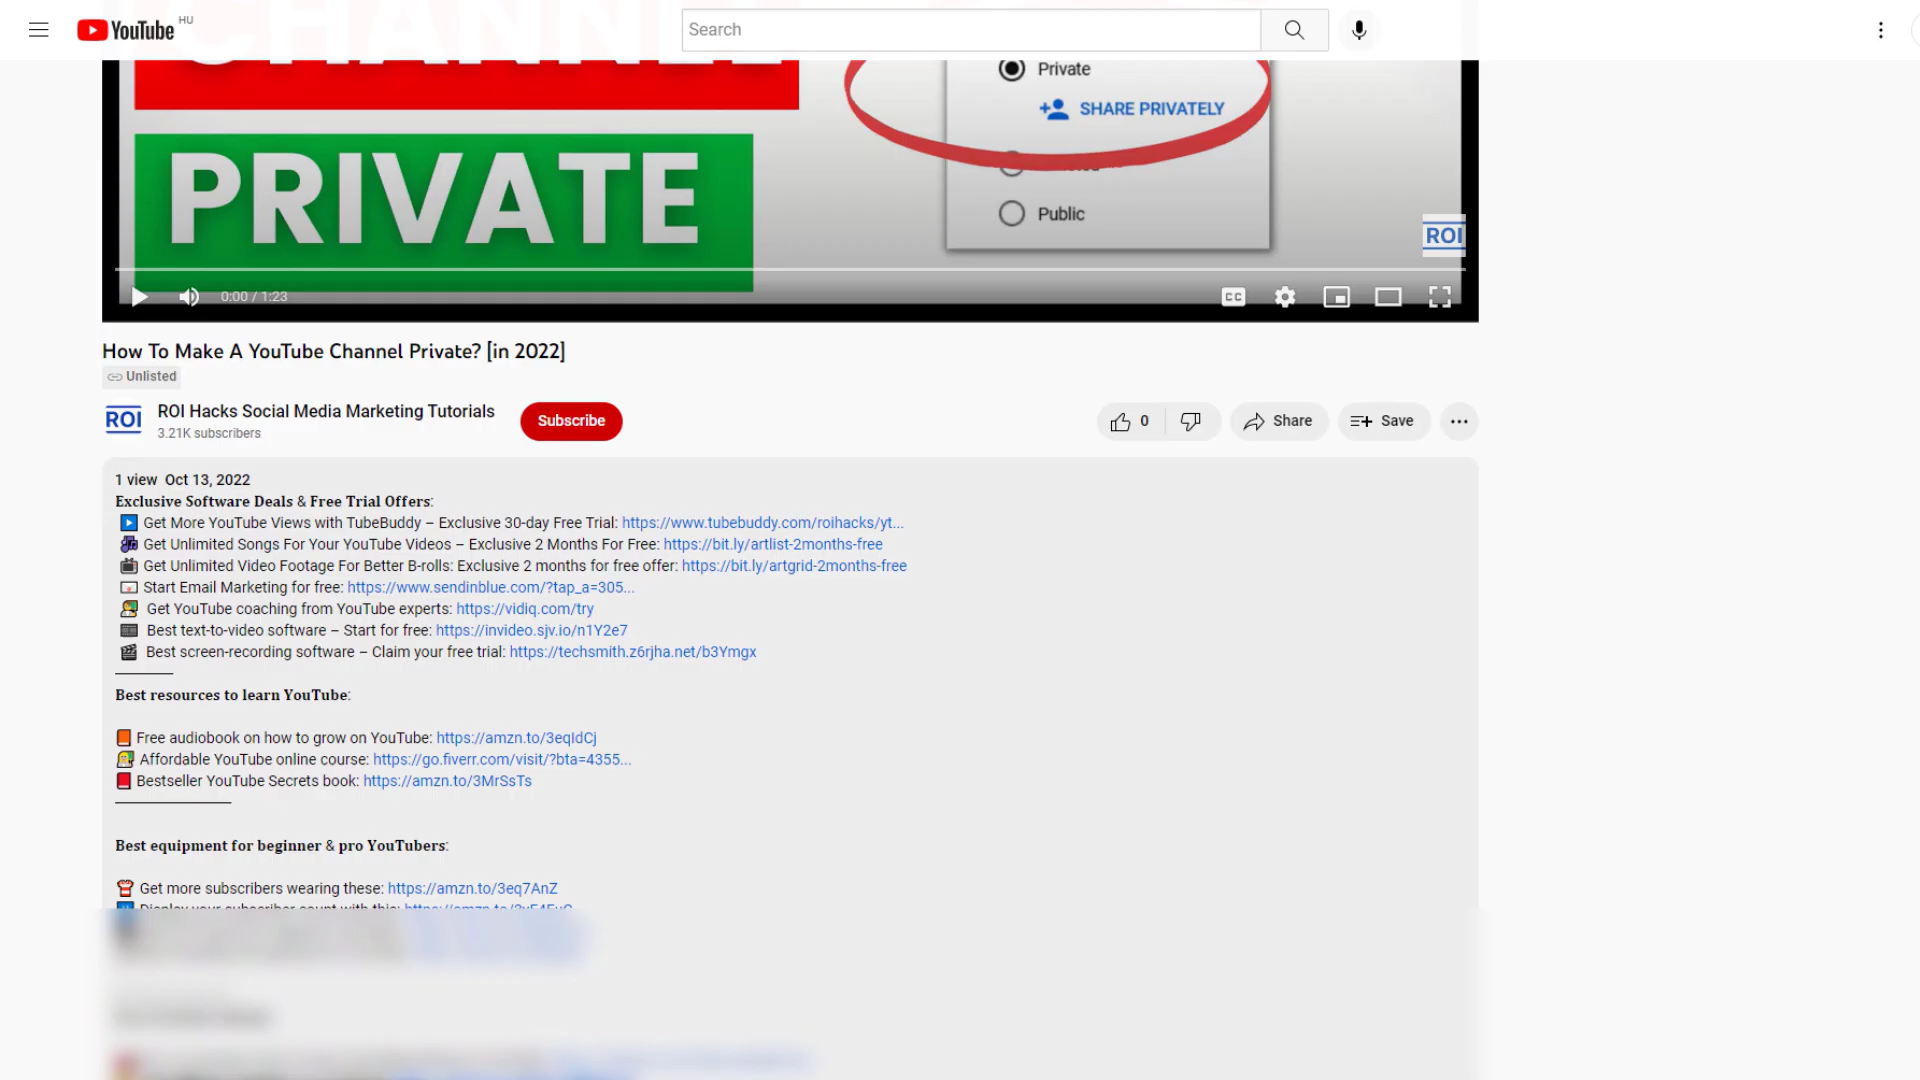 YouTube HU
Search
CHANNEL
Private
SHARE PRIVATELY
PRIVATE
Public
ROI
0:00 / 1:23
CC
How To Make A YouTube Channel Private? [in 2022]
Unlisted
ROI
ROI Hacks Social Media Marketing Tutorials
3.21K subscribers
Subscribe
0
Share
Save
1 view Oct 13, 2022
Exclusive Software Deals & Free Trial Offers:
Get More YouTube Views with TubeBuddy – Exclusive 30-day Free Trial: https://www.tubebuddy.com/roihacks/yt...
Get Unlimited Songs For Your YouTube Videos – Exclusive 2 Months For Free: https://bit.ly/artlist-2months-free
Get Unlimited Video Footage For Better B-rolls: Exclusive 2 months for free offer: https://bit.ly/artgrid-2months-free
Start Email Marketing for free: https://www.sendinblue.com/?tap_a=305...
Get YouTube coaching from YouTube experts: https://vidiq.com/try
Best text-to-video software – Start for free: https://invideo.sjv.io/n1Y2e7
Best screen-recording software – Claim your free trial: https://techsmith.z6rjha.net/b3Ymgx
Best resources to learn YouTube:
Free audiobook on how to grow on YouTube: https://amzn.to/3eqIdCj
Affordable YouTube online course: https://go.fiverr.com/visit/?bta=4355...
Bestseller YouTube Secrets book: https://amzn.to/3MrSsTs
Best equipment for beginner & pro YouTubers:
Get more subscribers wearing these: https://amzn.to/3eq7AnZ
Display your subscriber count with this: